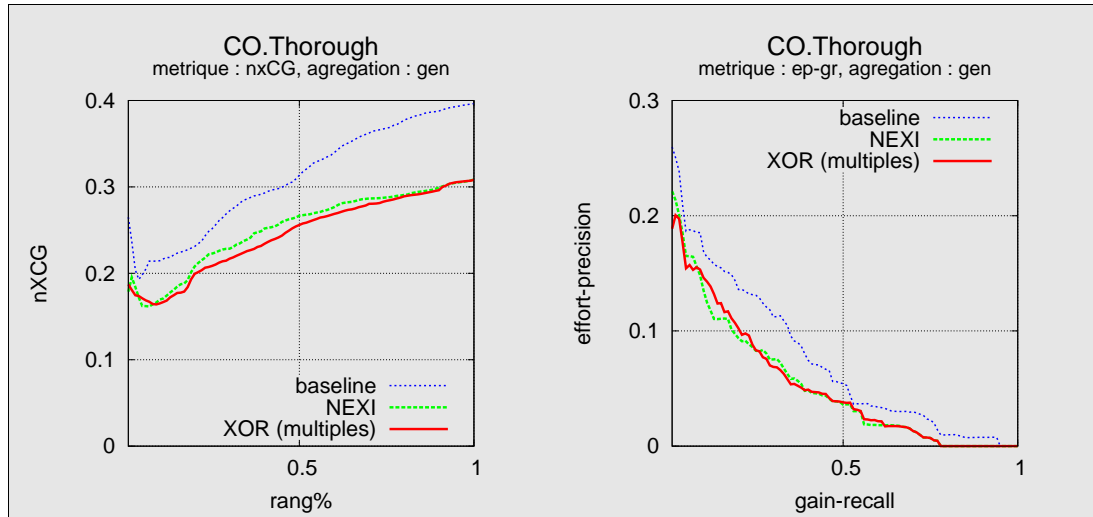 CO.Thorough
metrique : nxCG, agregation : gen
nXCG
0.4
0.3
0.2
0.1
0
0.5
1
rang%
baseline
NEXI
XOR (multiples)
CO.Thorough
metrique : ep-gr, agregation : gen
effort-precision
0.3
0.2
0.1
0
0.5
1
gain-recall
baseline
NEXI
XOR (multiples)